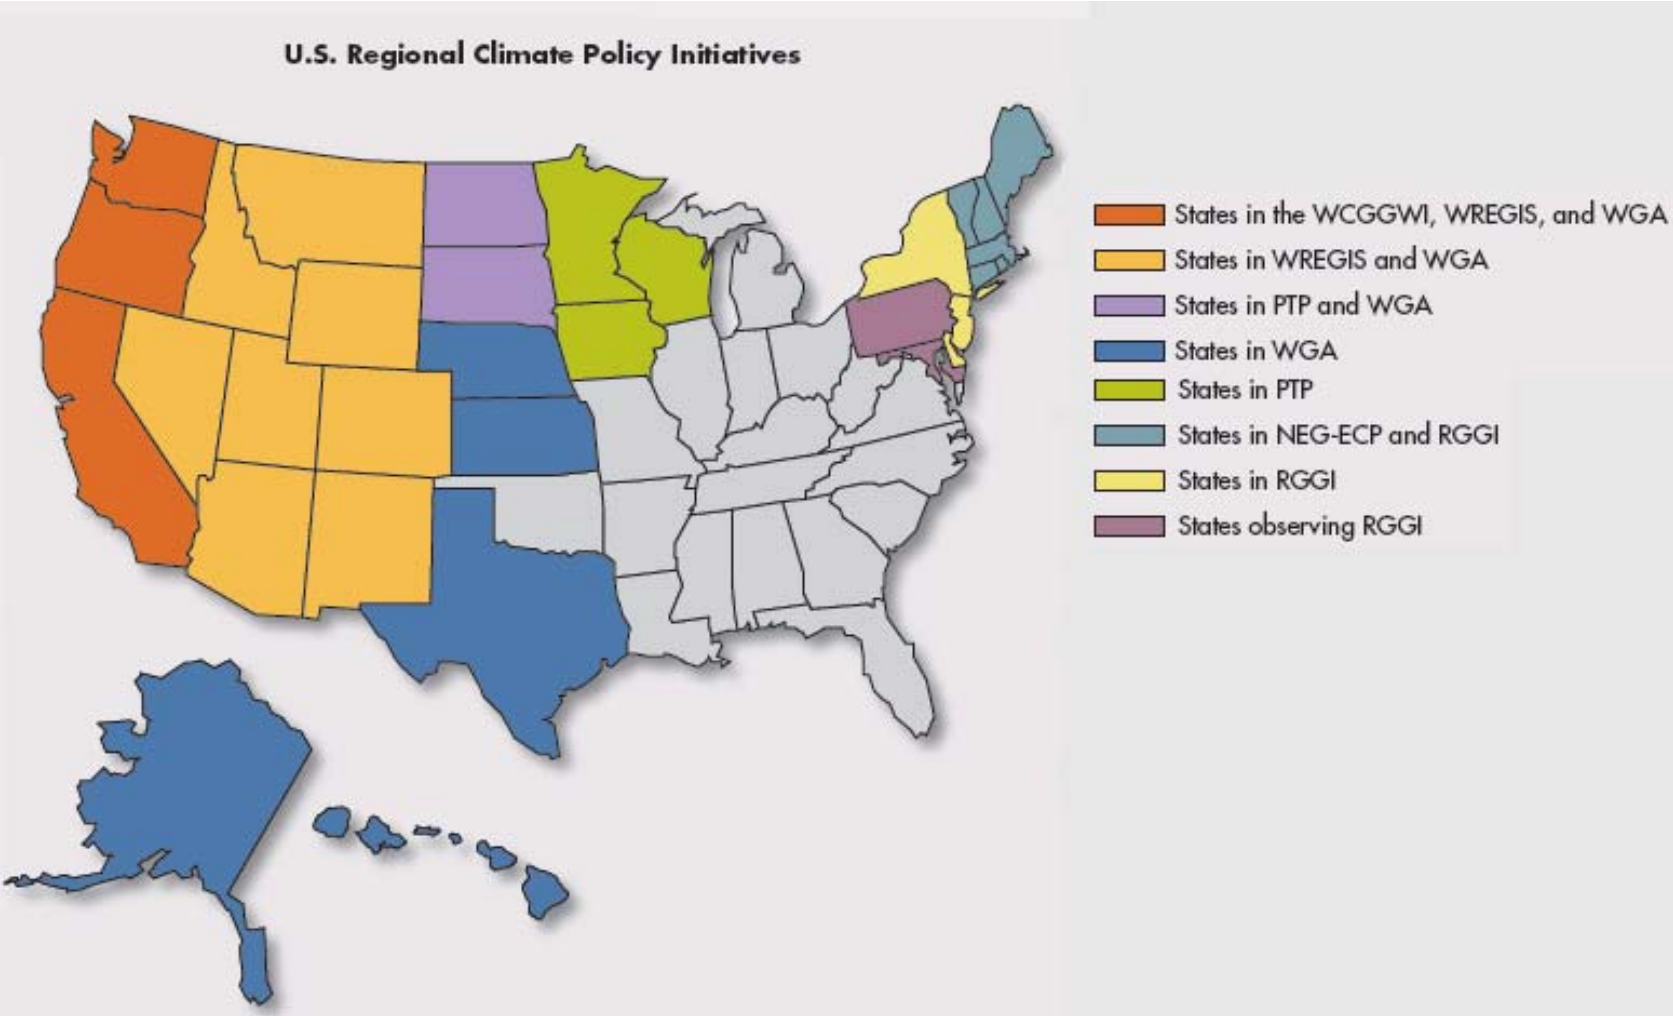 U.S. Regional Climate Policy Initiatives
States in the WCGGWI, WREGIS, and WGA
States in WREGIS and WGA
States in PTP and WGA
States in WGA
States in PTP
States in NEG-ECP and RGGI
States in RGGI
States observing RGGI